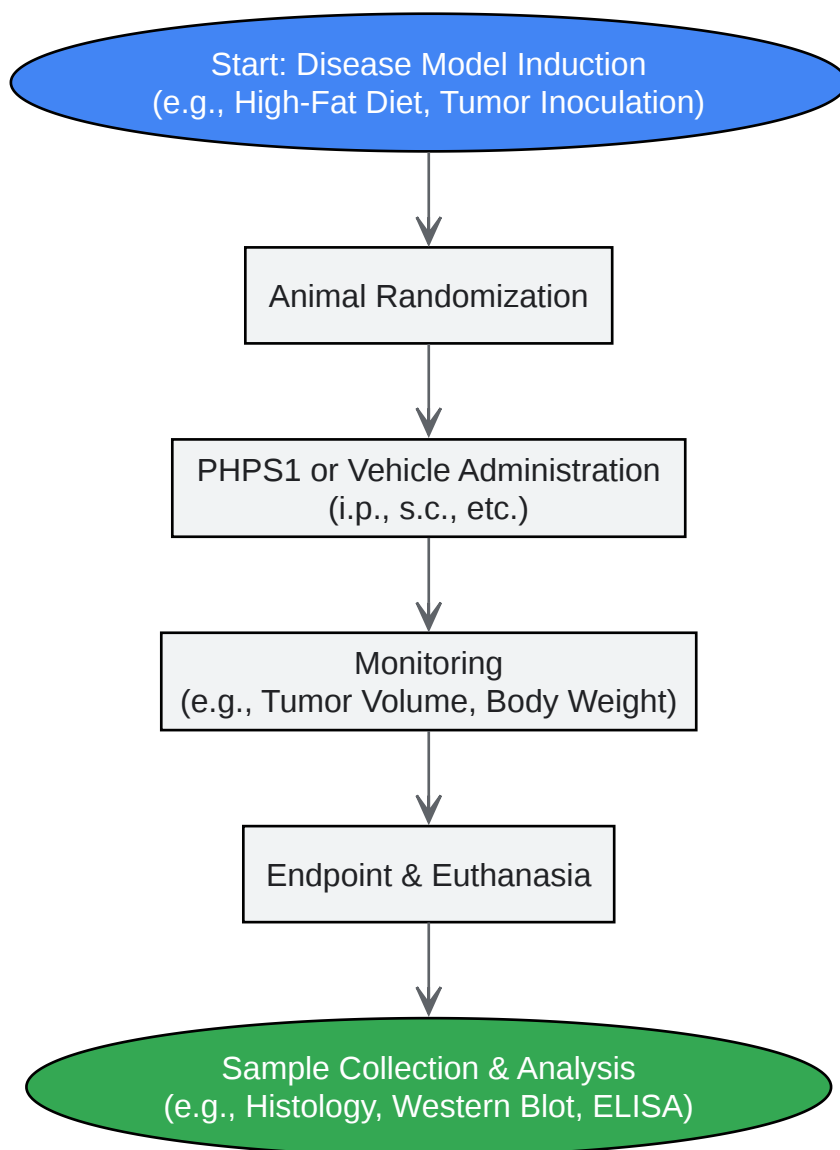 Start: Disease Model Induction
(e.g., High-Fat Diet, Tumor Inoculation)
Animal Randomization
PHPS1 or Vehicle Administration
(i.p., s.c., etc.)
Monitoring
(e.g., Tumor Volume, Body Weight)
Endpoint & Euthanasia
Sample Collection & Analysis
(e.g., Histology, Western Blot, ELISA)